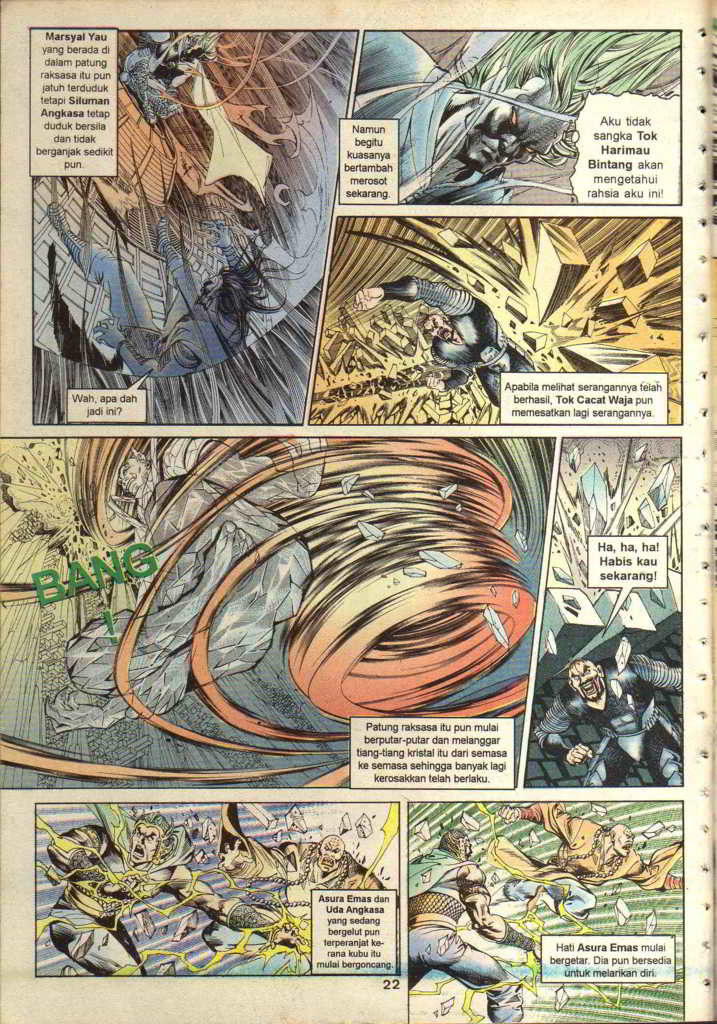 Marsyal Yau
yang berada di
dalam patung
raksasa itu pun
jatuh terduduk
tetapi Siluman
Angkasa tetap
duduk bersila
dan tidak
berganjak sedikit
pun.
Namun
begitu
kuasanya
bertambah
merosot
sekarang.
Aku tidak
sangka Tok
Harimau
Bintang akan
mengetahui
rahsia aku ini!
Wah, apa dah
jadi ini?
Apabila melihat serangannya telah
berhasil, Tok Cacat Waja pun
memesatkan lagi serangannya.
BANG
!
Patung raksasa itu pun mulai
berputar-putar dan melanggar
tiang-tiang kristal itu dari semasa
ke semasa sehingga banyak lagi
kerosakkan telah berlaku.
Ha, ha, ha!
Habis kau
sekarang!
Asura Emas dan
Uda Angkasa
yang sedang
bergelut pun
terperanjat ke-
rana kubu itu
mulai bergoncang.
Hati Asura Emas mulai
bergetar. Dia pun bersedia
untuk melarikan diri.
22